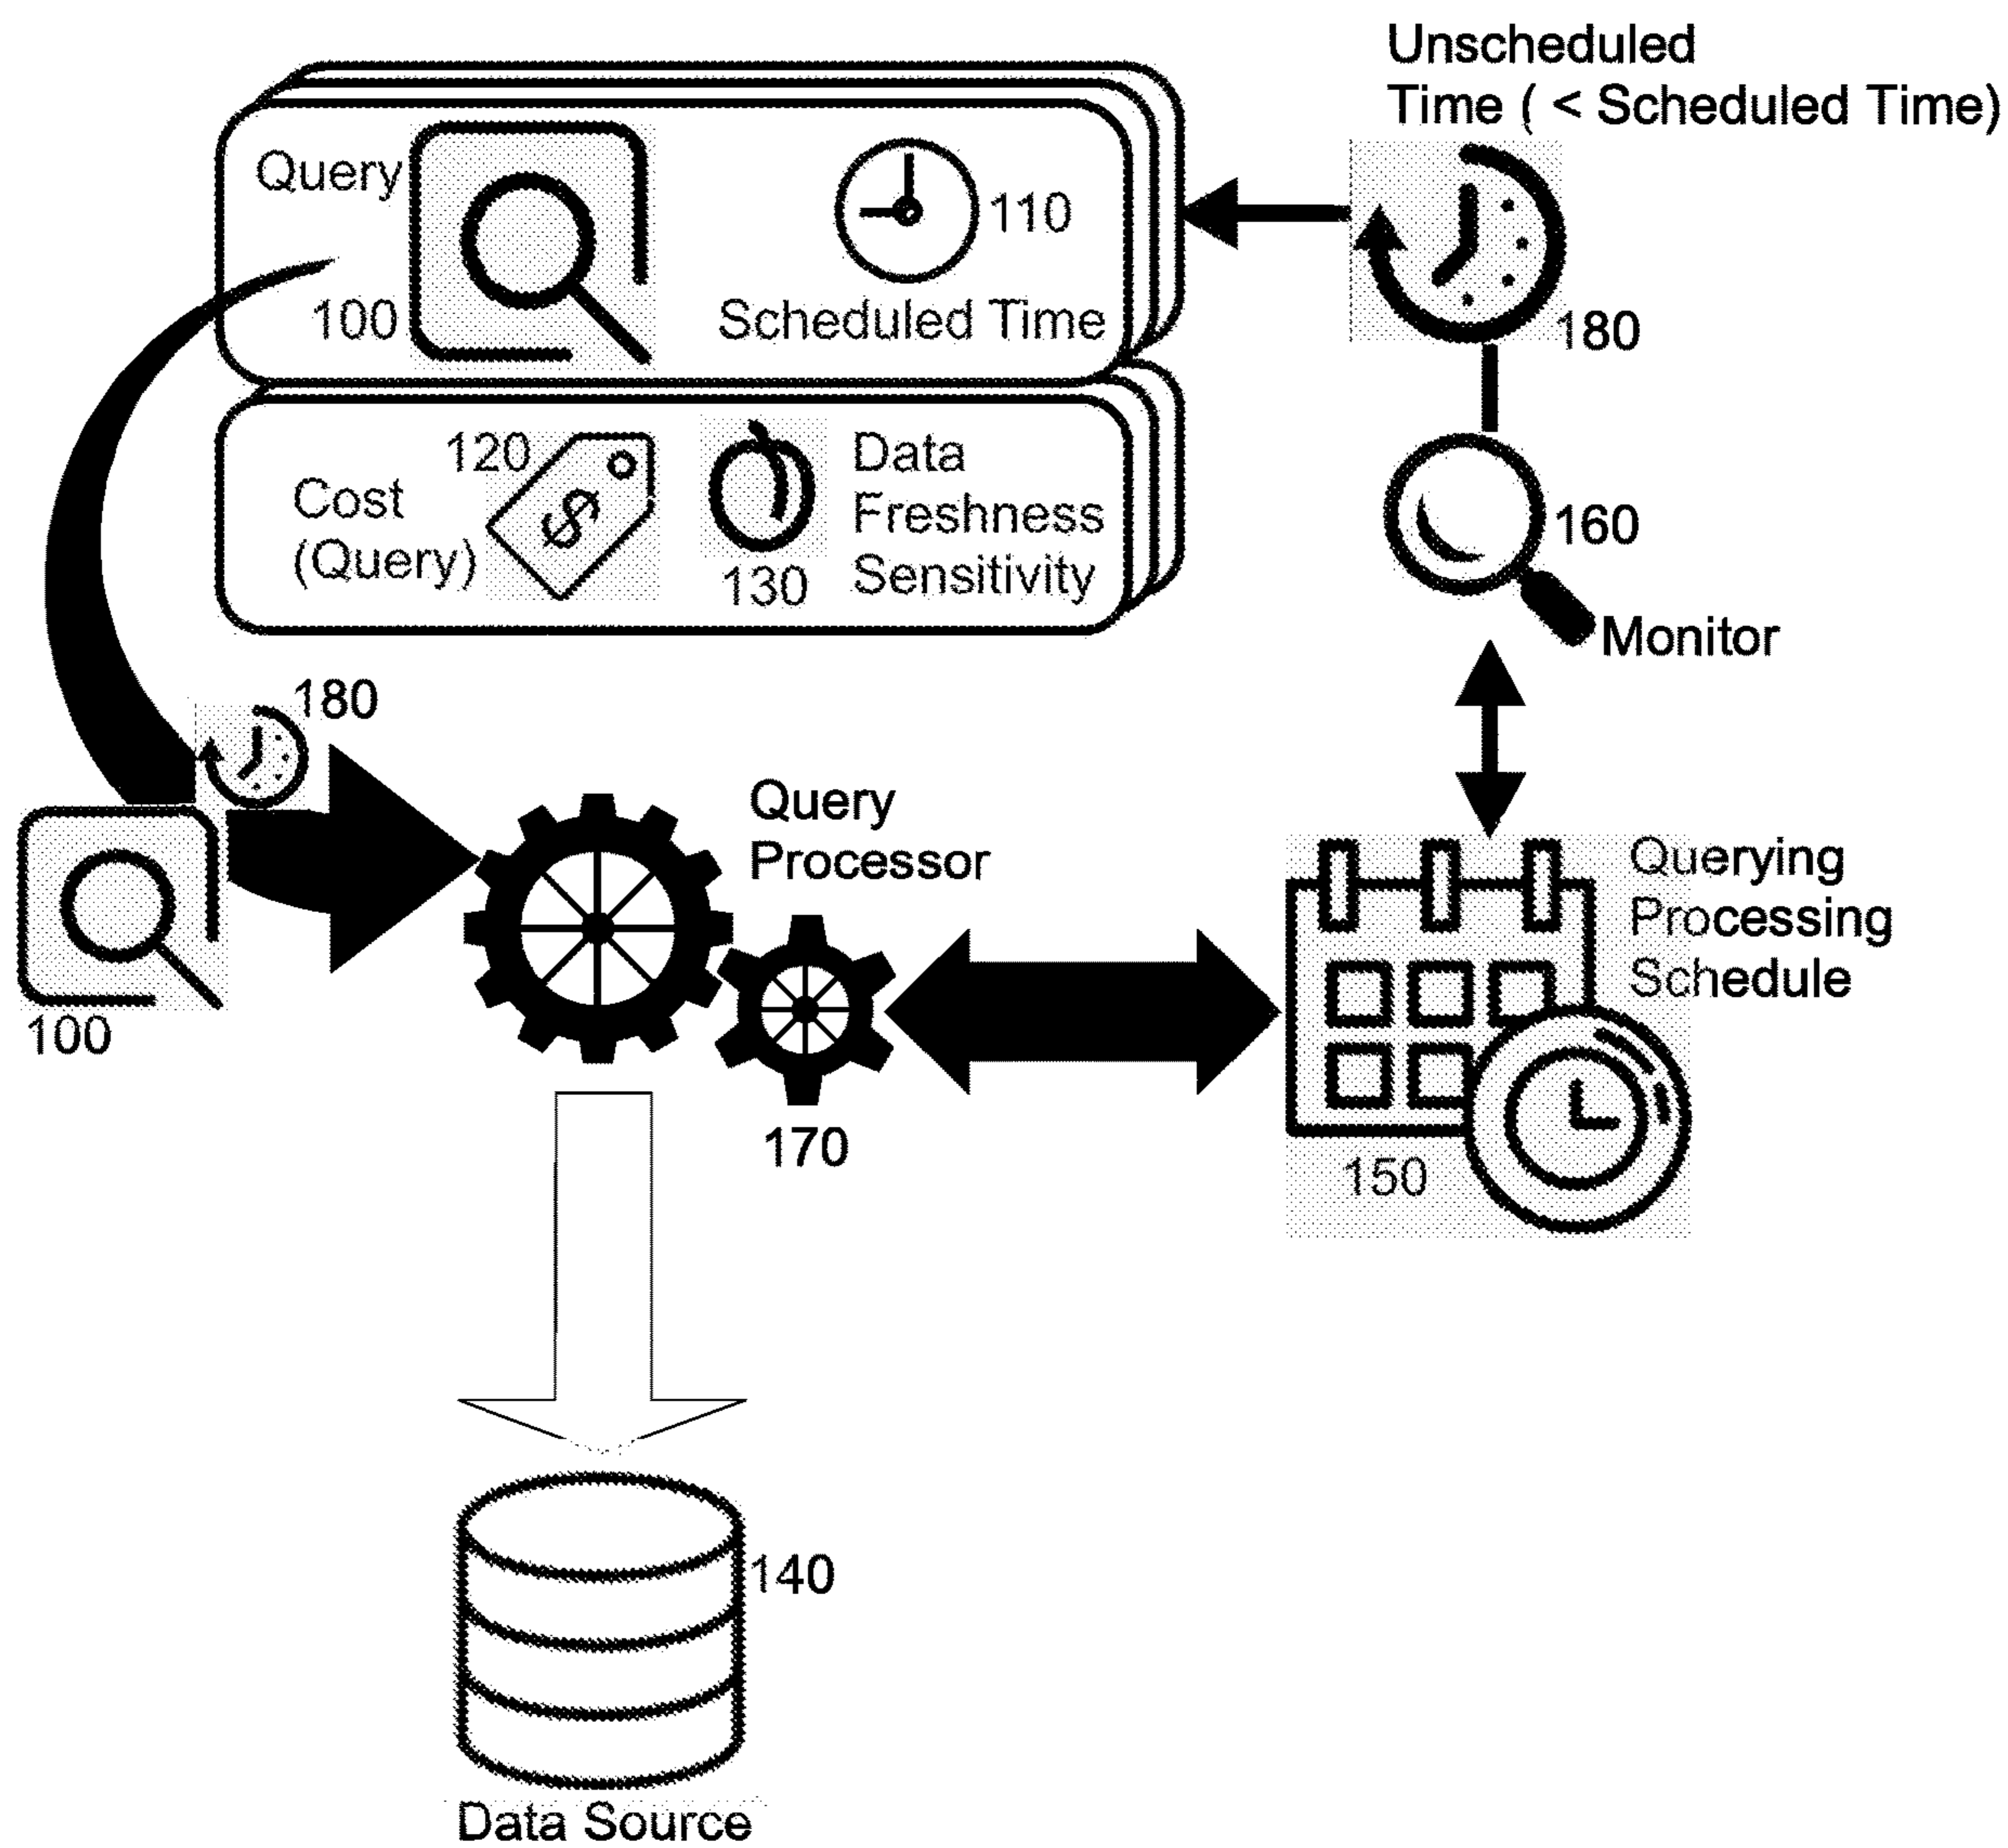 Unscheduled
Time ( < Scheduled Time)
Query
100
110
Scheduled Time
180
120
Cost
(Query)
$
130
Data
Freshness
Sensitivity
160
Monitor
180
100
Query
Processor
170
Querying
Processing
Schedule
150
140
Data Source